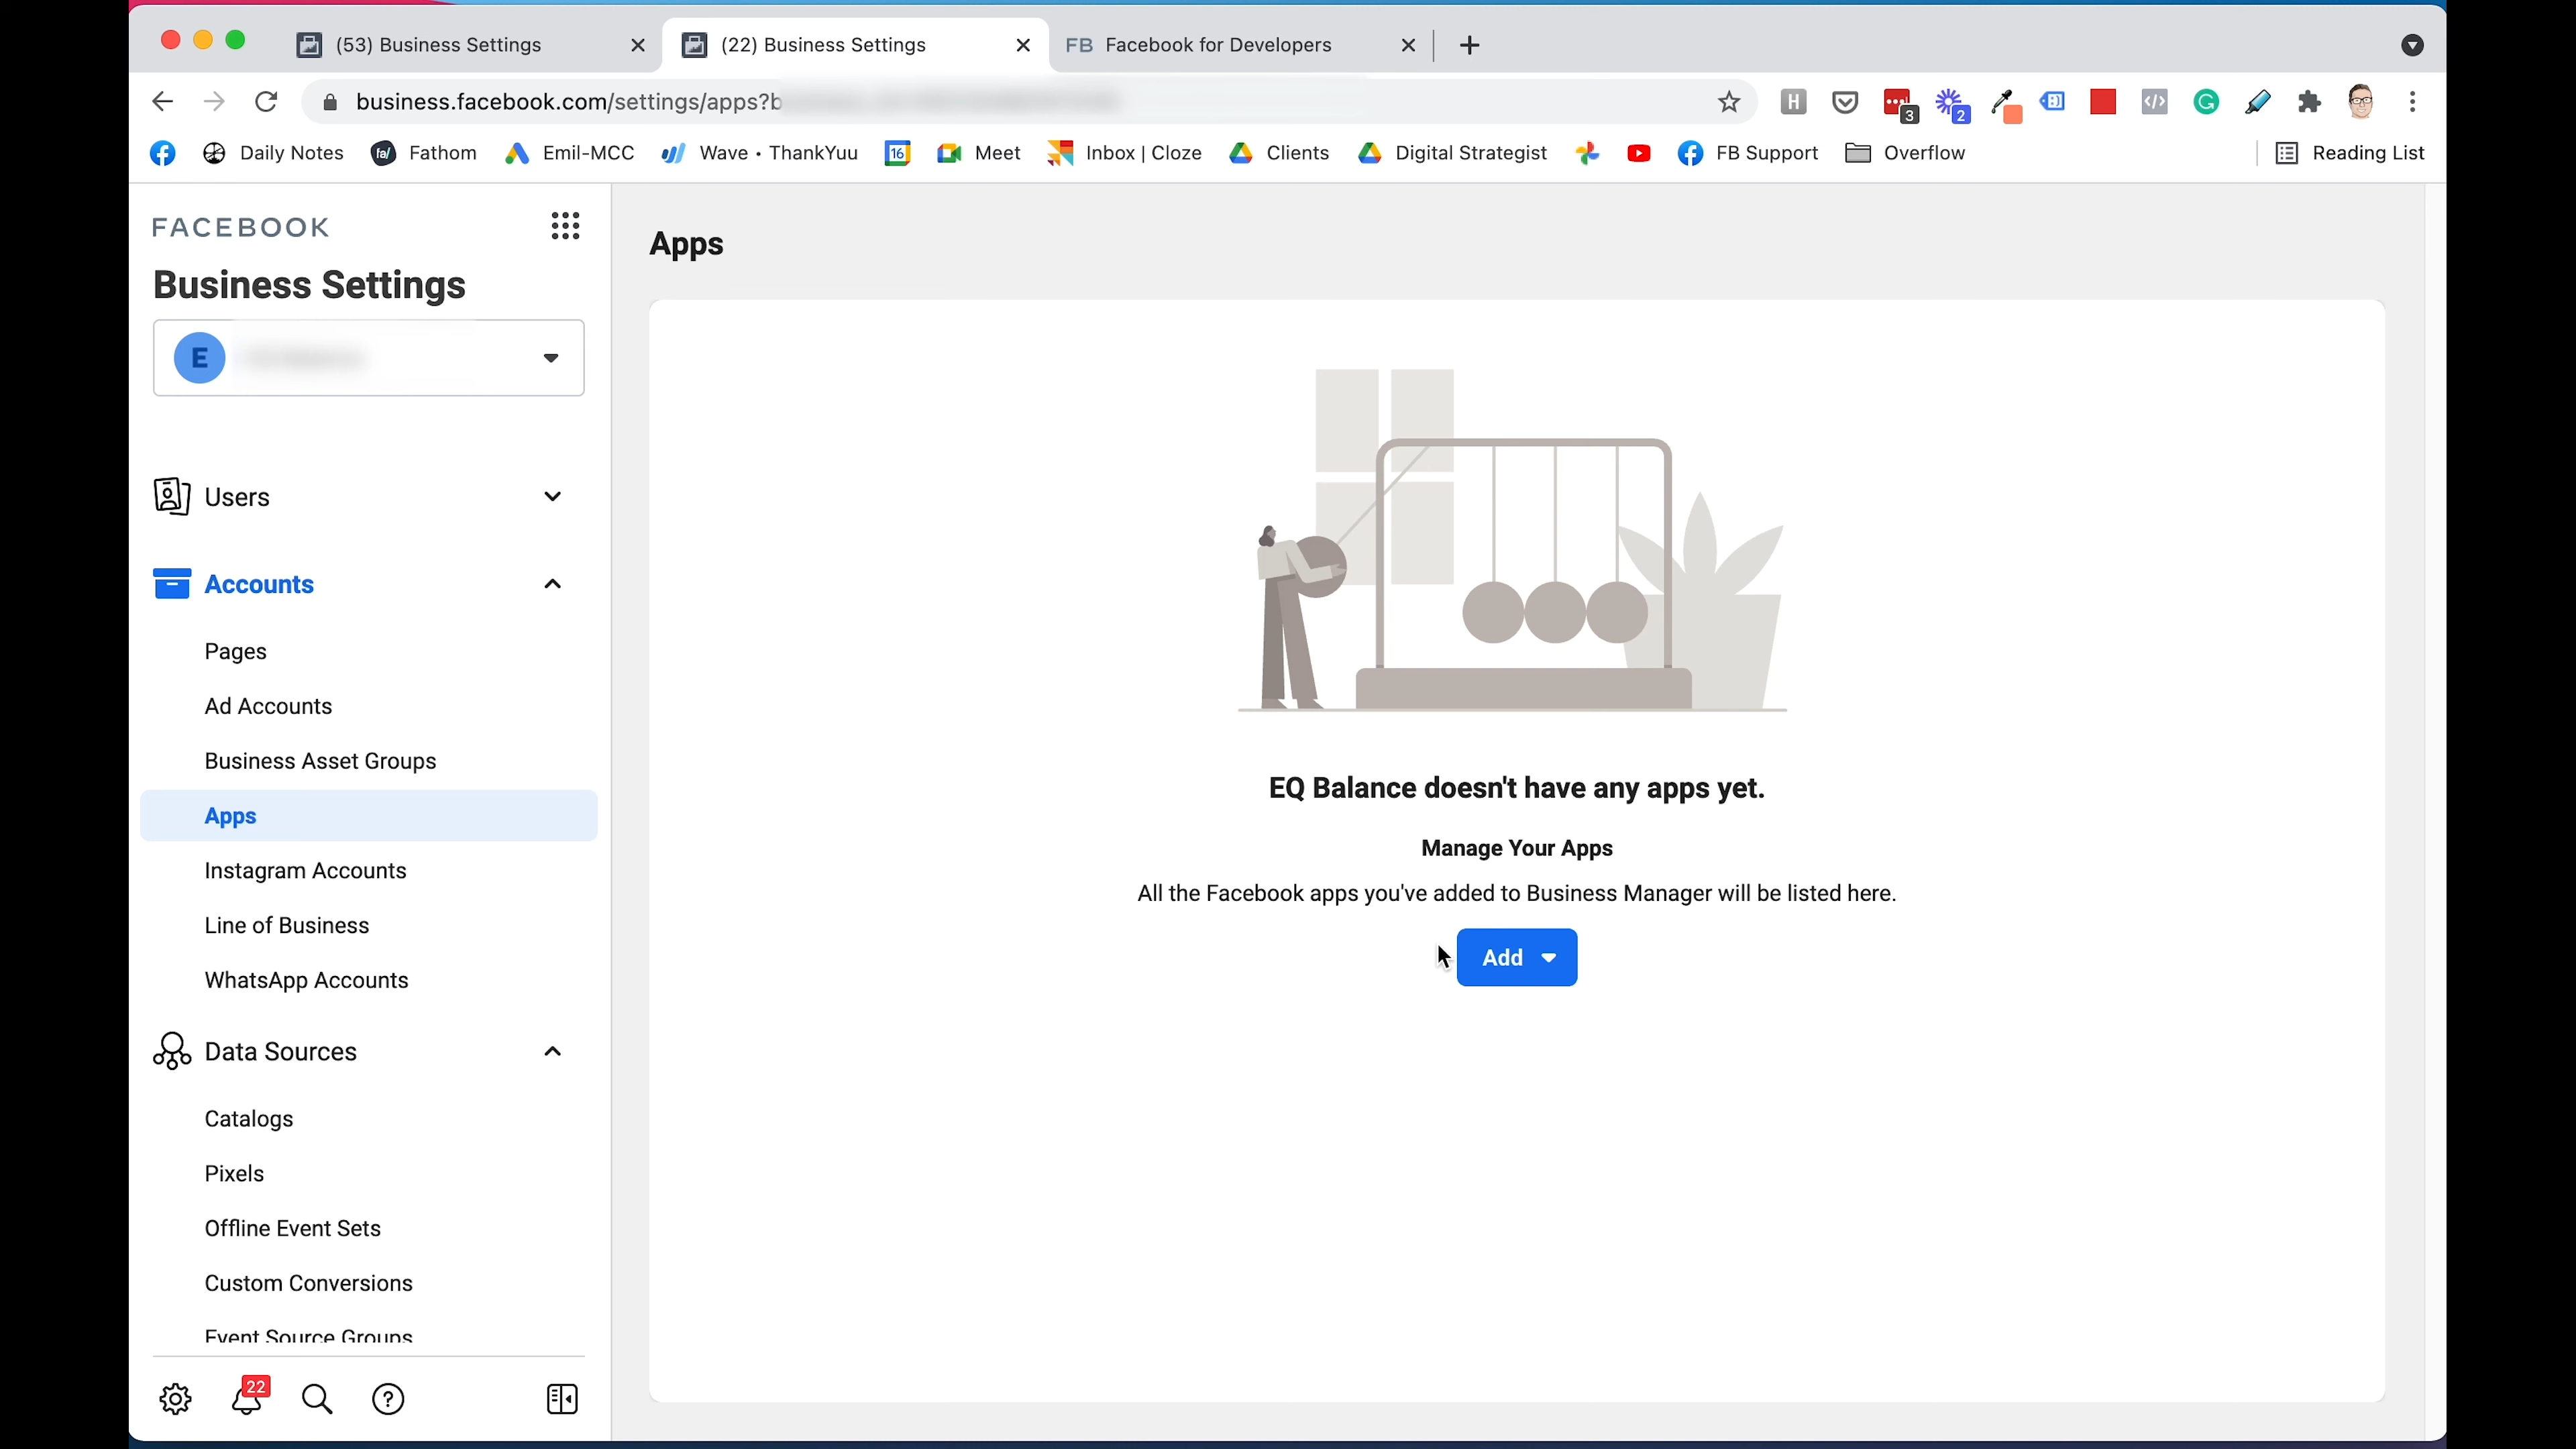 (53) Business Settings
(22) Business Settings
FB Facebook for Developers
business.facebook.com/settings/apps?b
H
3
2
G
Daily Notes
fa/ Fathom
Emil-MCC
Wave • ThankYuu
16
Meet
Inbox | Cloze
Clients
Digital Strategist
FB Support
Overflow
Reading List
FACEBOOK
Business Settings
E
Users
Accounts
Pages
Ad Accounts
Business Asset Groups
Apps
Instagram Accounts
Line of Business
WhatsApp Accounts
Data Sources
Catalogs
Pixels
Offline Event Sets
Custom Conversions
Event Source Groups
22
Apps
EQ Balance doesn't have any apps yet.
Manage Your Apps
All the Facebook apps you've added to Business Manager will be listed here.
Add